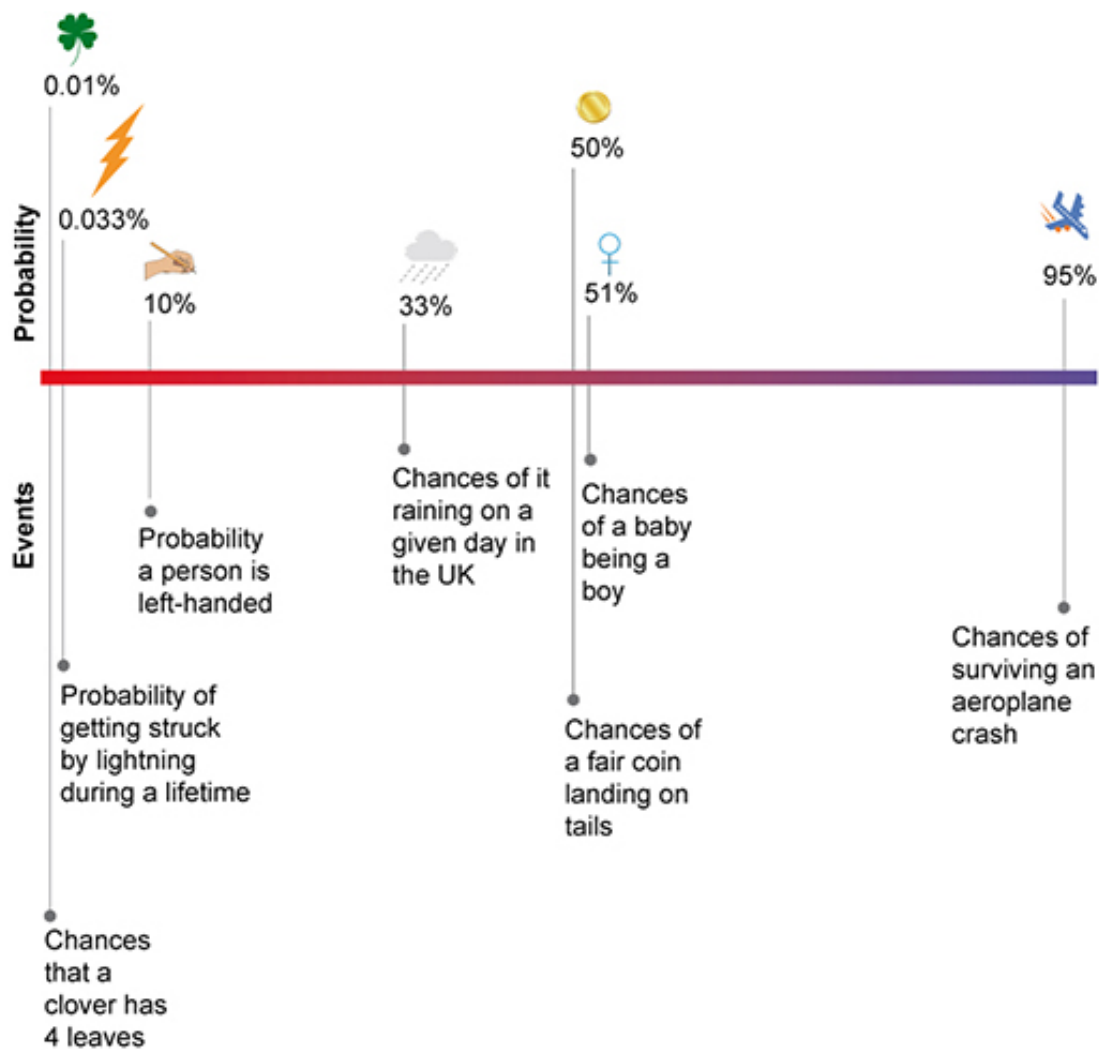 0.01%
0.033%
10%
33%
50%
51%
95%
Probability
Events
Chances of it
raining on a
given day in
the UK
Chances
of a baby
being a
boy
Probability
a person is
left-handed
Chances of
surviving an
aeroplane
crash
Probability of
getting struck
by lightning
during a lifetime
Chances of
a fair coin
landing on
tails
Chances
that a
clover has
4 leaves